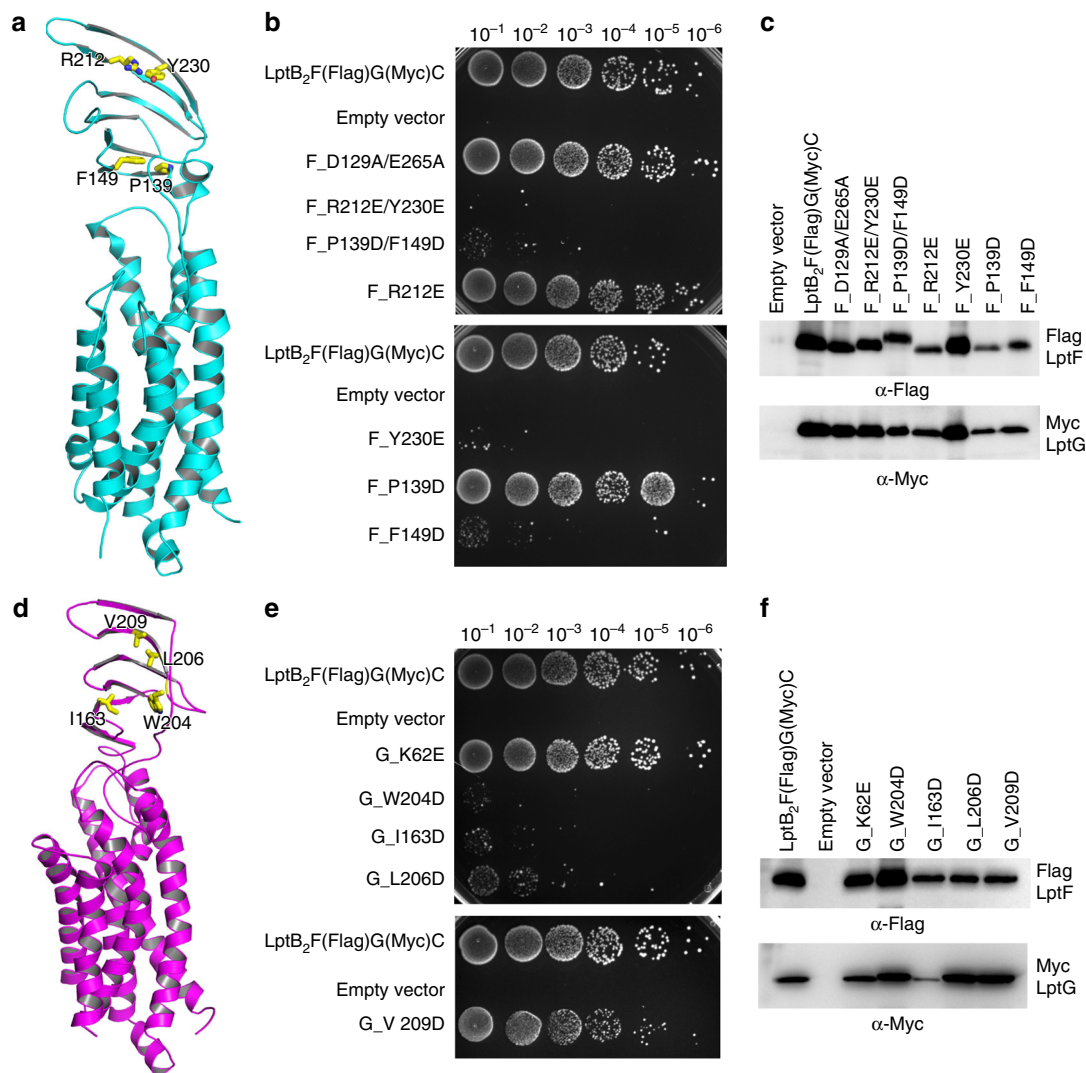 a
R212
Y230
F149
P139
b
10⁻¹ 10⁻² 10⁻³ 10⁻⁴ 10⁻⁵ 10⁻⁶
LptB₂F(Flag)G(Myc)C
Empty vector
F_D129A/E265A
F_R212E/Y230E
F_P139D/F149D
F_R212E
LptB₂F(Flag)G(Myc)C
Empty vector
F_Y230E
F_P139D
F_F149D
c
Empty vector
LptB₂F(Flag)G(Myc)C
F_D129A/E265A
F_R212E/Y230E
F_P139D/F149D
F_R212E
F_Y230E
F_P139D
F_F149D
Flag
LptF
α-Flag
Myc
LptG
α-Myc
d
V209
L206
I163
W204
e
10⁻¹ 10⁻² 10⁻³ 10⁻⁴ 10⁻⁵ 10⁻⁶
LptB₂F(Flag)G(Myc)C
Empty vector
G_K62E
G_W204D
G_I163D
G_L206D
LptB₂F(Flag)G(Myc)C
Empty vector
G_V 209D
f
LptB₂F(Flag)G(Myc)C
Empty vector
G_K62E
G_W204D
G_I163D
G_L206D
G_V209D
Flag
LptF
α-Flag
Myc
LptG
α-Myc